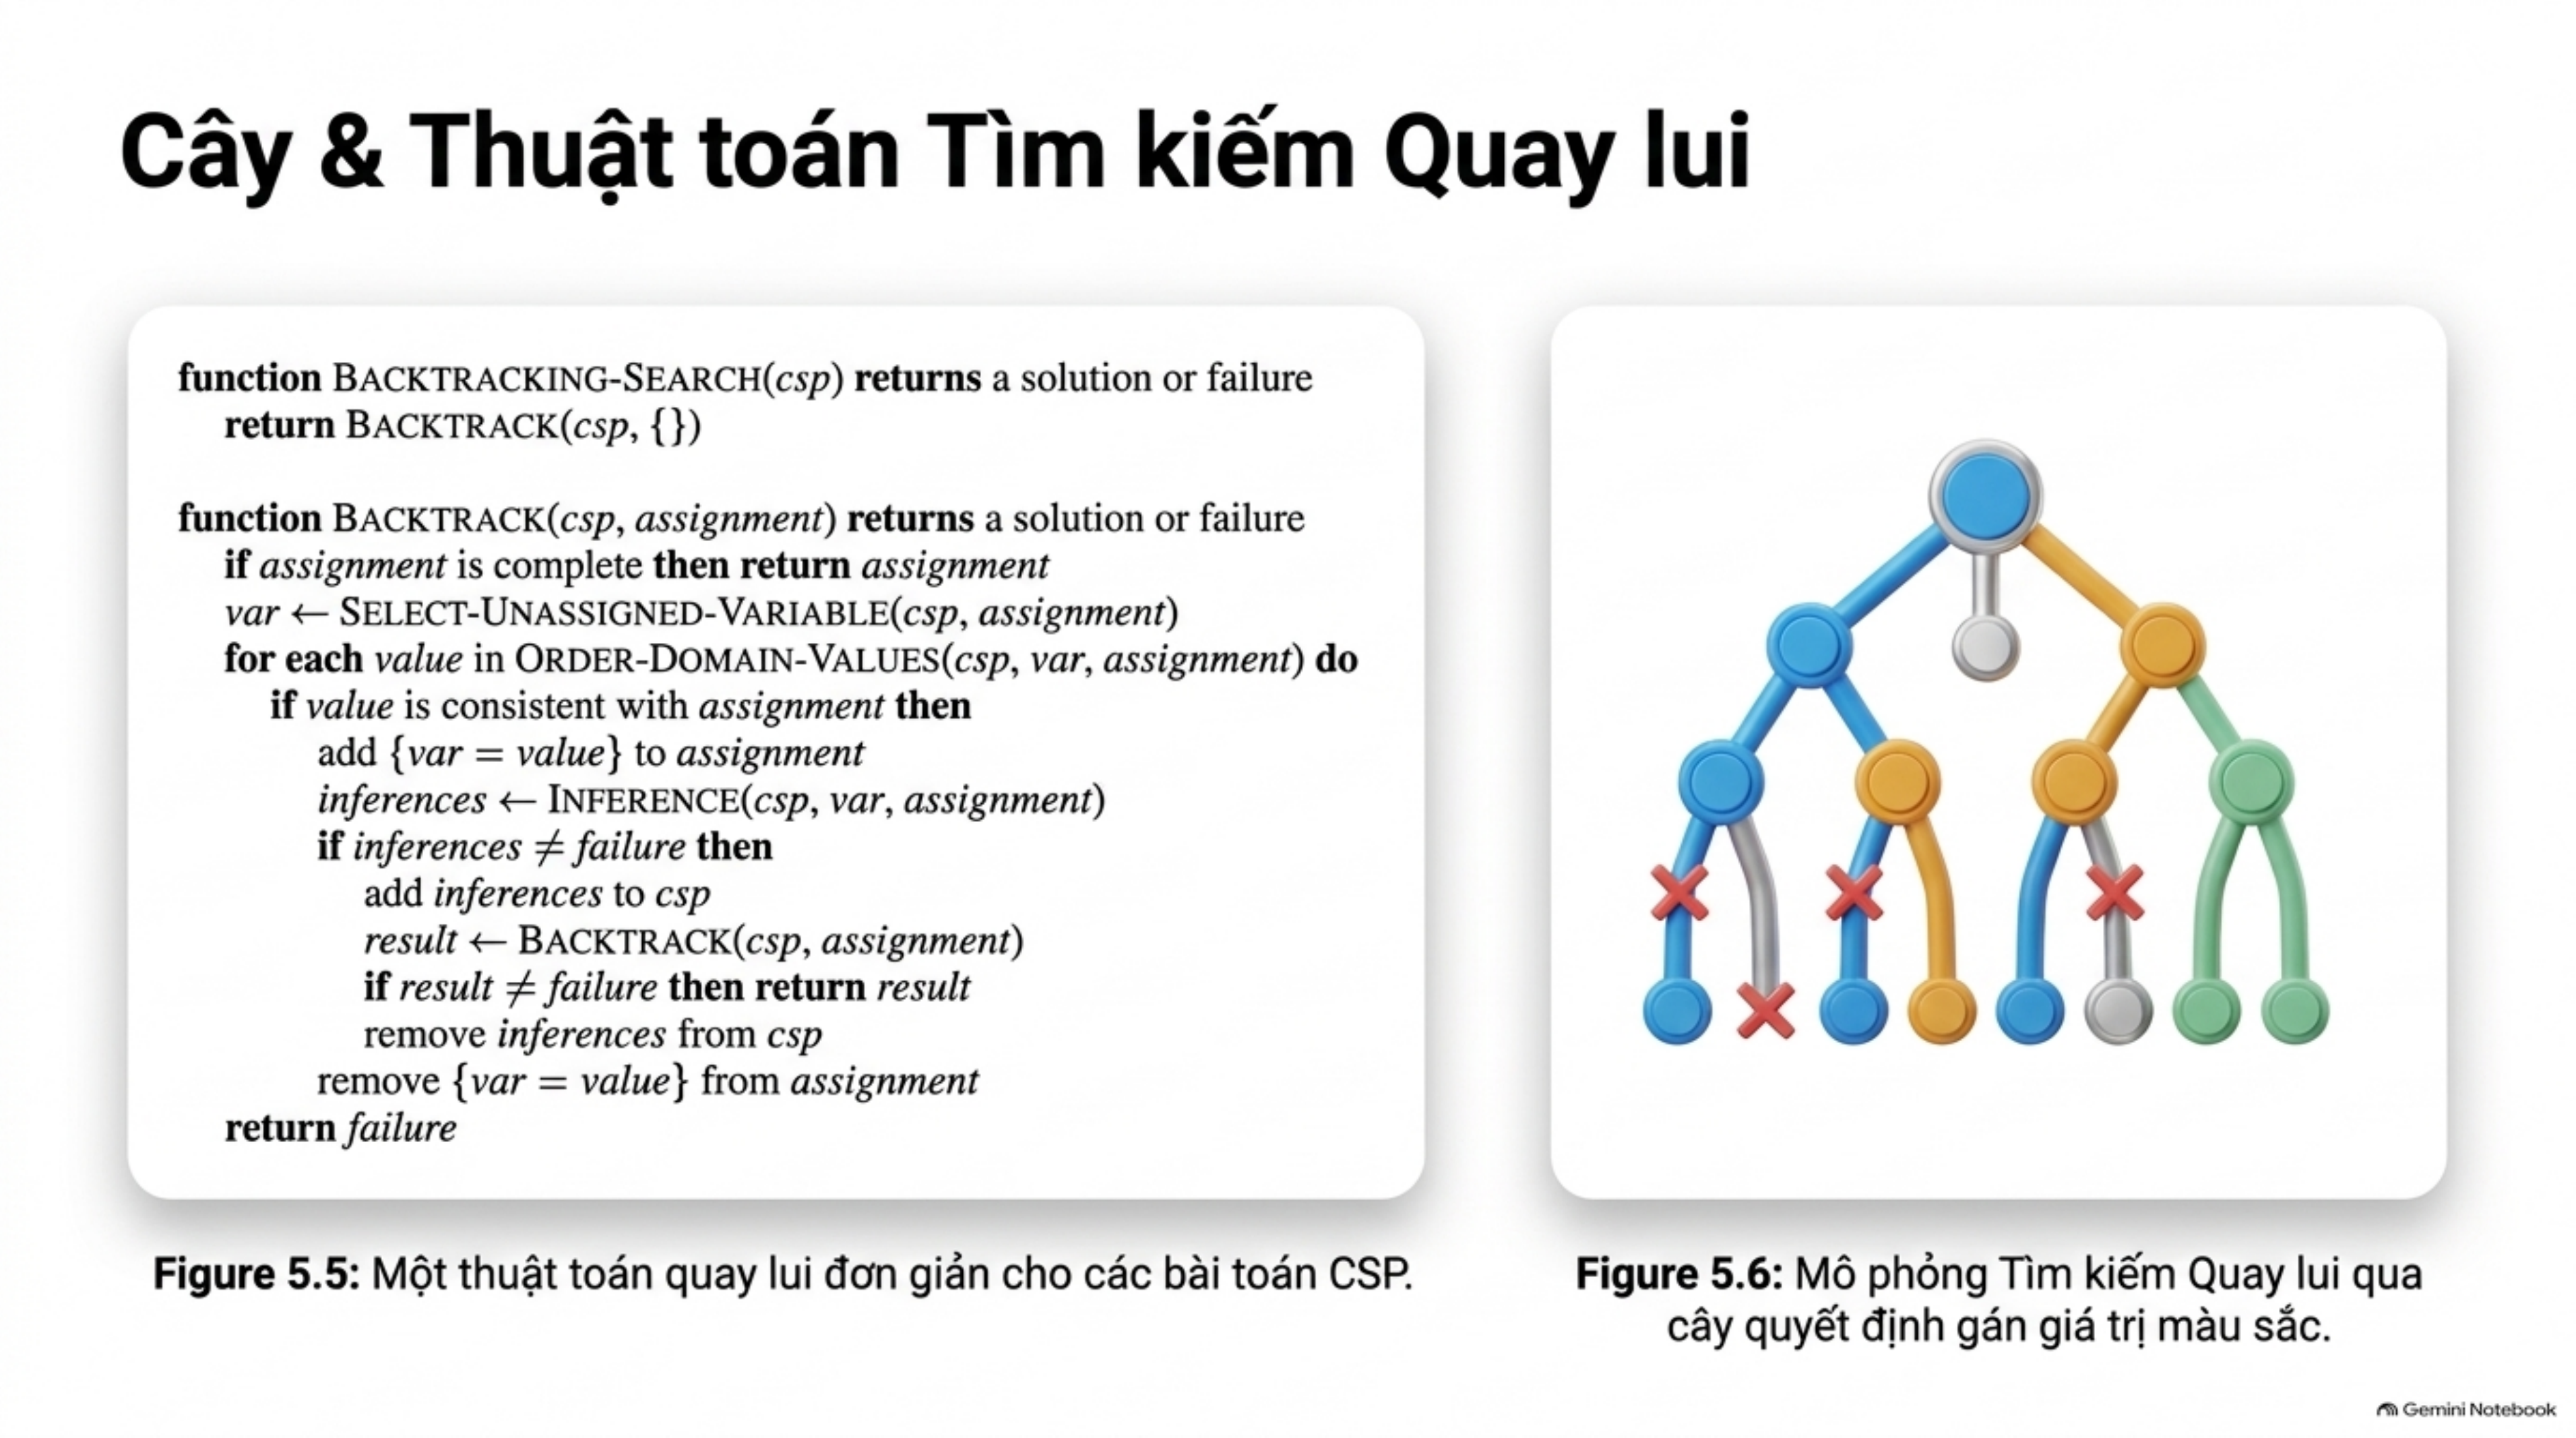 Cây & Thuật toán Tìm kiếm Quay lui
function BACKTRACKING-SEARCH(csp) returns a solution or failure
return BACKTRACK(csp, {})
function BACKTRACK(csp, assignment) returns a solution or failure
if assignment is complete then return assignment
var ← SELECT-UNASSIGNED-VARIABLE(csp, assignment)
for each value in ORDER-DOMAIN-VALUES(csp, var, assignment) do
if value is consistent with assignment then
add {var = value} to assignment
inferences ← INFERENCE(csp, var, assignment)
if inferences ≠ failure then
add inferences to csp
result ← BACKTRACK(csp, assignment)
if result ≠ failure then return result
remove inferences from csp
remove {var = value} from assignment
return failure
Figure 5.5: Một thuật toán quay lui đơn giản cho các bài toán CSP.
Figure 5.6: Mô phỏng Tìm kiếm Quay lui qua
cây quyết định gán giá trị màu sắc.
Gemini Notebook